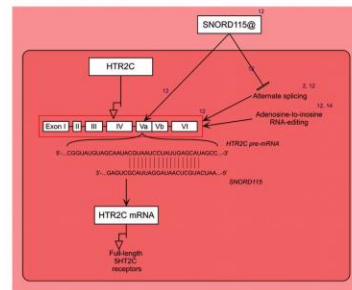 12
SNORD115@
HTR2C
12
12
2, 12
Alternate splicing
12, 14
Adenosine-to-inosine
RNA-editing
13
Exon I II III IV Va Vb VI
HTR2C pre-mRNA
5'-...CGGUAUGUAGCAAUACGUAAUCCUAUUGAGCAUAGCC...-3'
3'-...GAGUCGCAUUAGGAUAACUCGUACUAA...-5'
SNORD115
HTR2C mRNA
Full-length
5HT2C
receptors